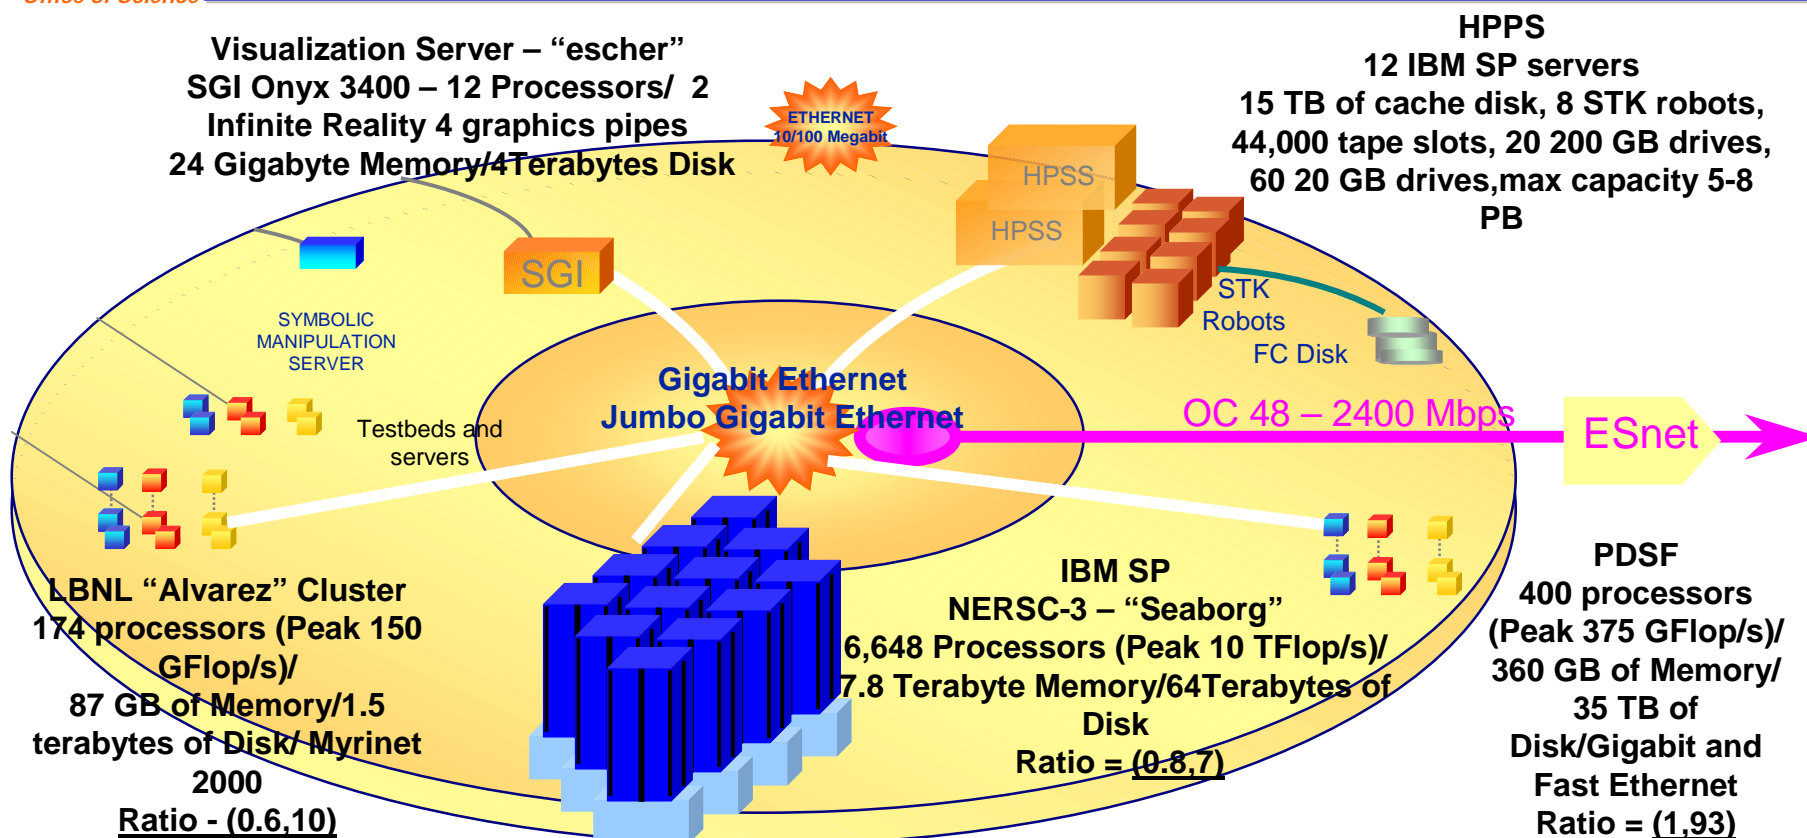 Office of Science
Visualization Server – “escher”
SGI Onyx 3400 – 12 Processors/ 2
Infinite Reality 4 graphics pipes
24 Gigabyte Memory/4Terabytes Disk
ETHERNET
10/100 Megabit
HPPS
12 IBM SP servers
15 TB of cache disk, 8 STK robots,
44,000 tape slots, 20 200 GB drives,
60 20 GB drives,max capacity 5-8
PB
HPSS
HPSS
SGI
STK
Robots
FC Disk
SYMBOLIC
MANIPULATION
SERVER
Gigabit Ethernet
Jumbo Gigabit Ethernet
OC 48 – 2400 Mbps
ESnet
Testbeds and
servers
LBNL “Alvarez” Cluster
174 processors (Peak 150
GFlop/s)/
87 GB of Memory/1.5
terabytes of Disk/ Myrinet
2000
Ratio - (0.6,10)
IBM SP
NERSC-3 – “Seaborg”
6,648 Processors (Peak 10 TFlop/s)/
7.8 Terabyte Memory/64Terabytes of
Disk
Ratio = (0.8,7)
PDSF
400 processors
(Peak 375 GFlop/s)/
360 GB of Memory/
35 TB of
Disk/Gigabit and
Fast Ethernet
Ratio = (1,93)